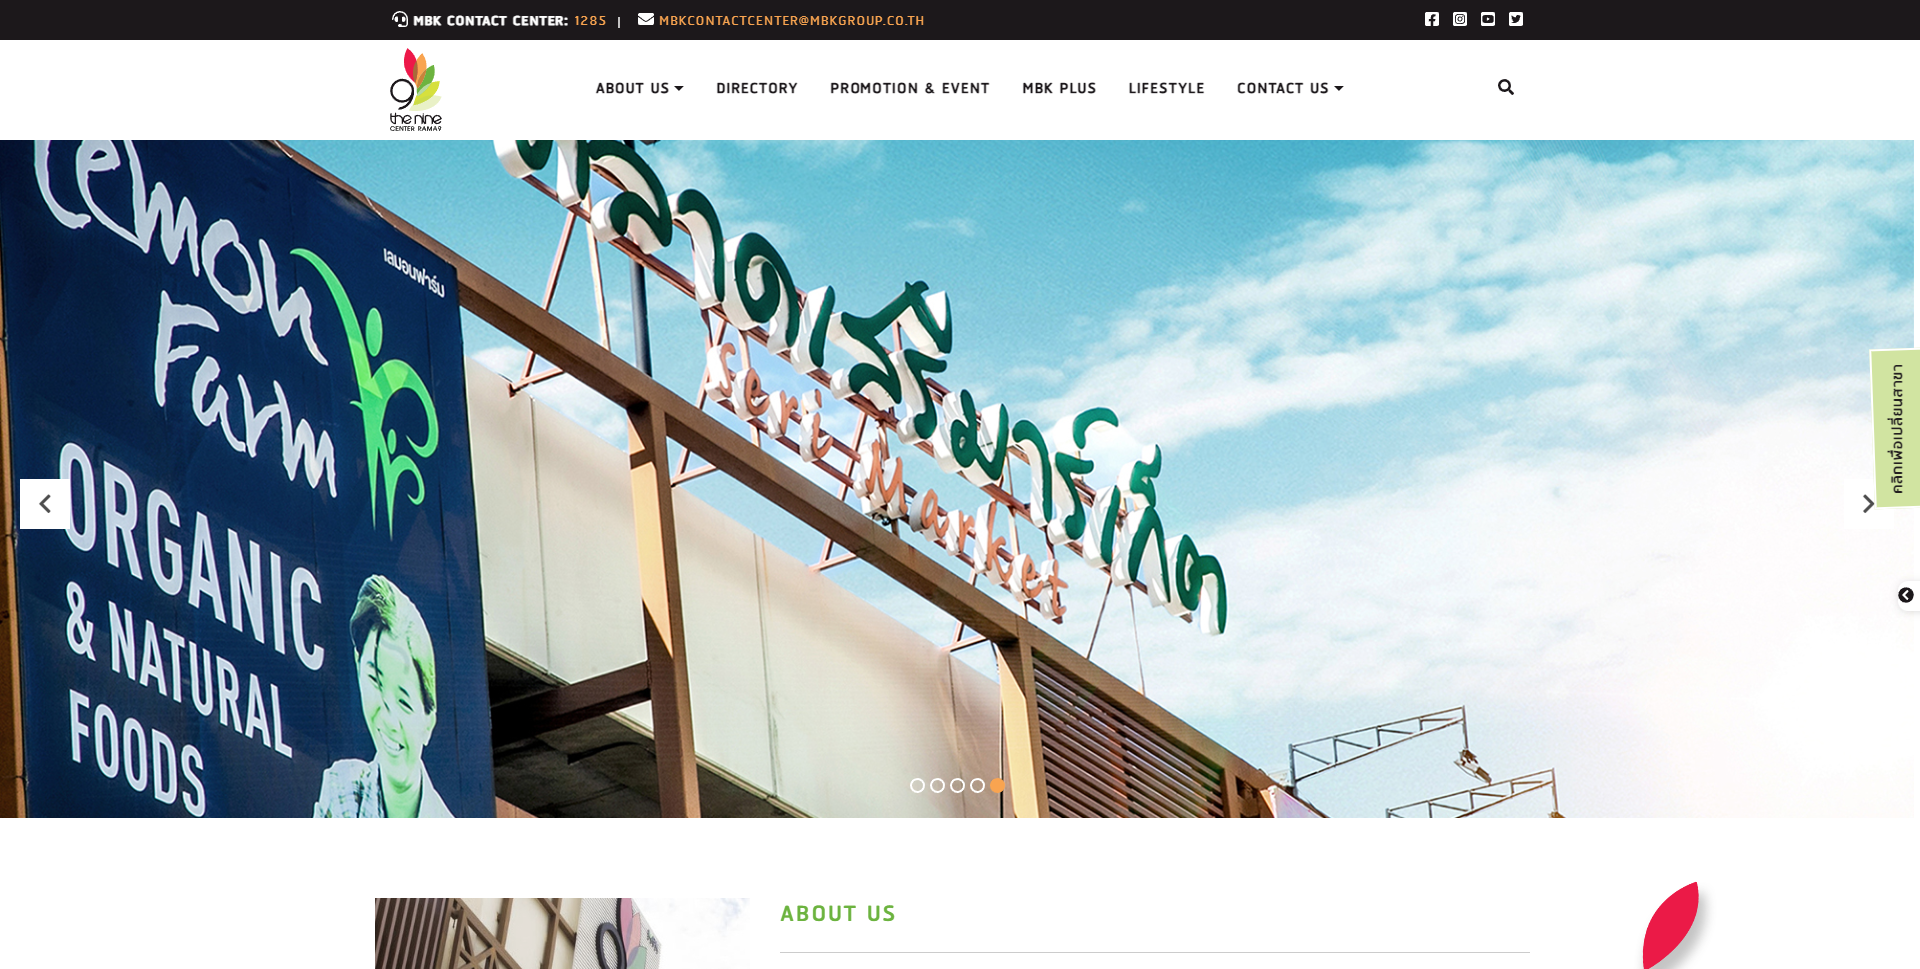 MBK CONTACT CENTER: 1285 | MBKCONTACTCENTER@MBKGROUP.CO.TH
9
the nine
CENTER RAMA9
ABOUT US
DIRECTORY
PROMOTION & EVENT
MBK PLUS
LIFESTYLE
CONTACT US
Lemon
Farm
เลมอนฟาร์ม
ORGANIC
& NATURAL
FOODS
ตลาดเสรีมาร์เก็ต
Seri Market
คลิกเพื่อเปลี่ยนสาขา
ABOUT US